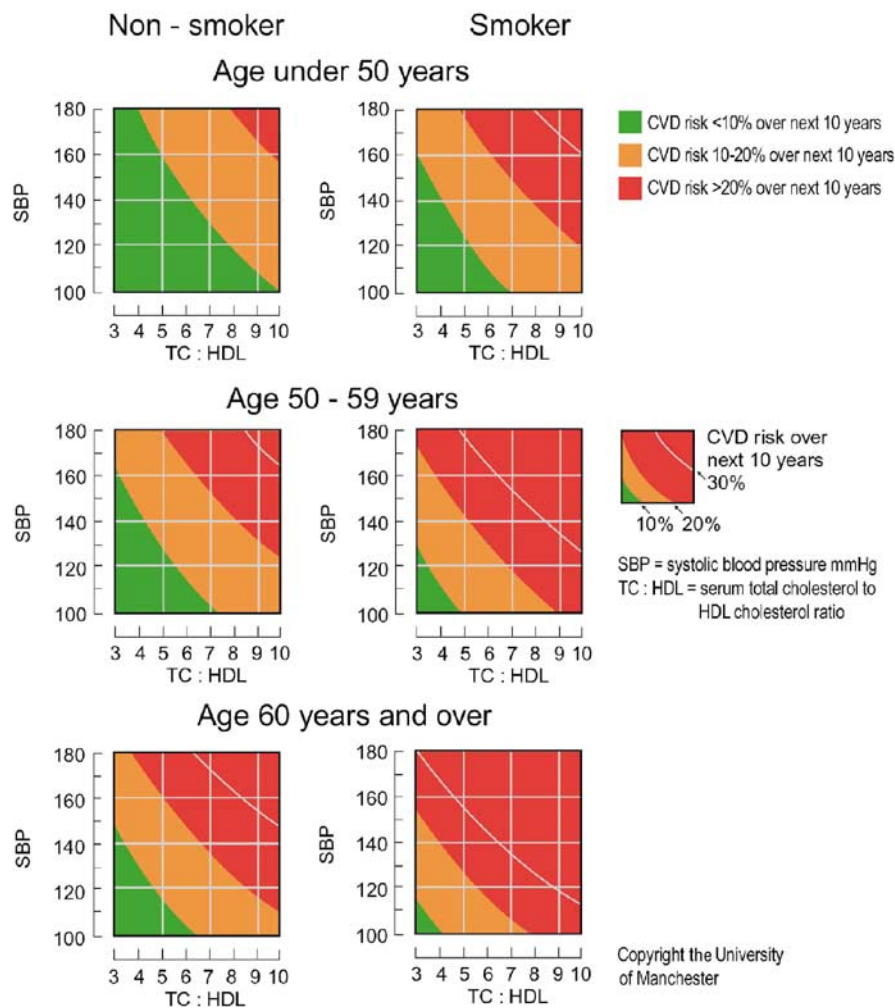 Non - smoker
Smoker
Age under 50 years
180
160
140
120
100
SBP
3 4 5 6 7 8 9 10
TC : HDL
180
160
140
120
100
SBP
3 4 5 6 7 8 9 10
TC : HDL
CVD risk <10% over next 10 years
CVD risk 10-20% over next 10 years
CVD risk >20% over next 10 years
Age 50 - 59 years
180
160
140
120
100
SBP
3 4 5 6 7 8 9 10
TC : HDL
180
160
140
120
100
SBP
3 4 5 6 7 8 9 10
TC : HDL
CVD risk over
next 10 years
30%
10% 20%
SBP = systolic blood pressure mmHg
TC : HDL = serum total cholesterol to
HDL cholesterol ratio
Age 60 years and over
180
160
140
120
100
SBP
3 4 5 6 7 8 9 10
TC : HDL
180
160
140
120
100
SBP
3 4 5 6 7 8 9 10
TC : HDL
Copyright the University
of Manchester